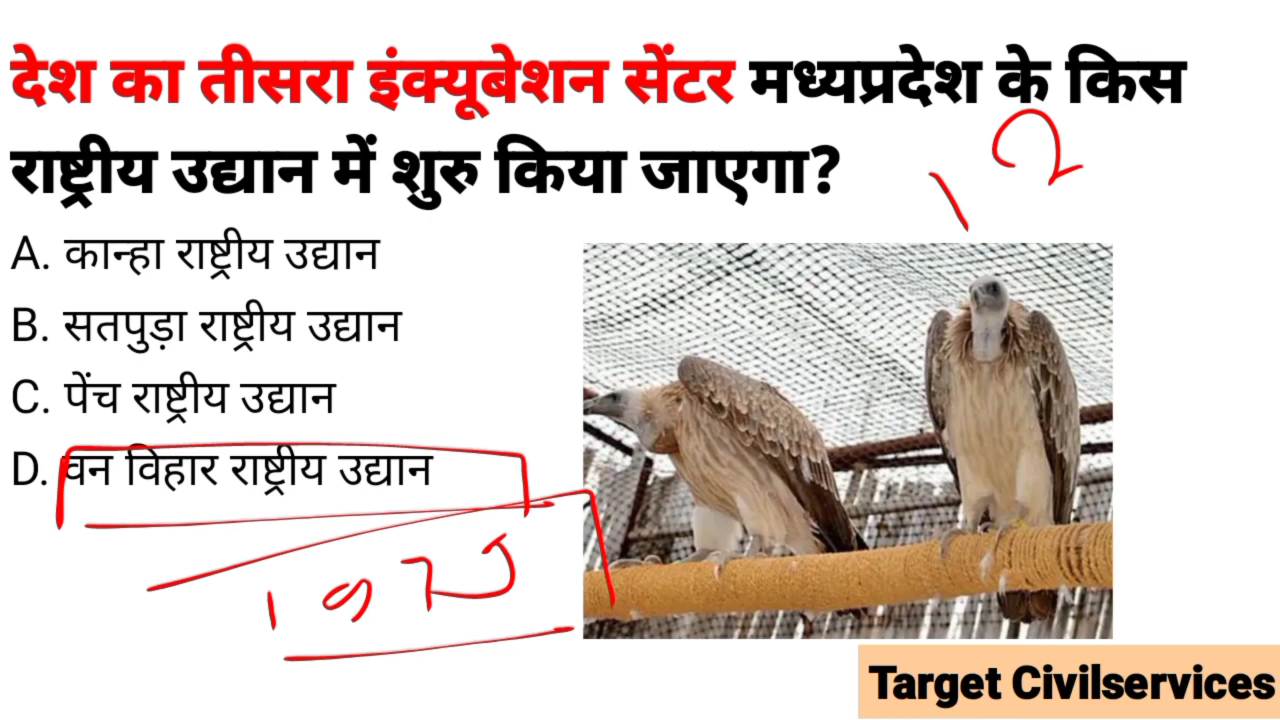 देश का तीसरा इंक्यूबेशन सेंटर मध्यप्रदेश के किस
राष्ट्रीय उद्यान में शुरु किया जाएगा?
A. कान्हा राष्ट्रीय उद्यान
B. सतपुड़ा राष्ट्रीय उद्यान
C. पेंच राष्ट्रीय उद्यान
D. वन विहार राष्ट्रीय उद्यान
Target Civilservices